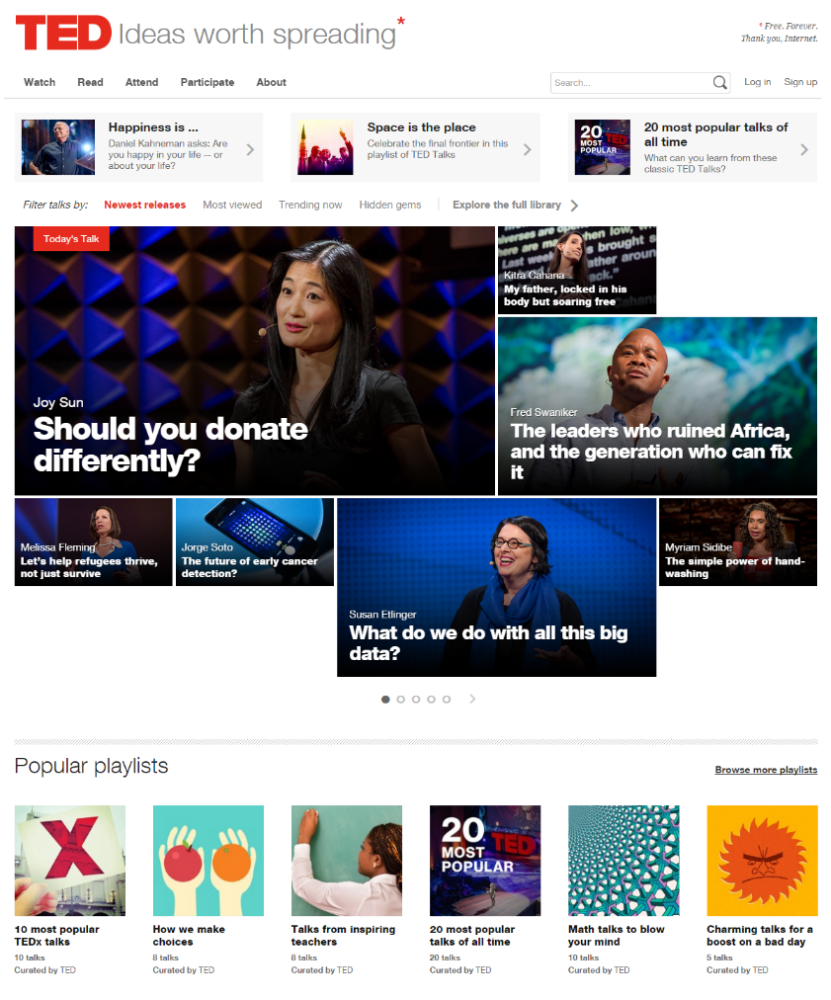 TED Ideas worth spreading*
* Free. Forever.
Thank you, Internet.
Watch Read Attend Participate About
Search...
Log in Sign up
Happiness is ...
Daniel Kahneman asks: Are
you happy in your life -- or
about your life?
Space is the place
Celebrate the final frontier in this
playlist of TED Talks
20
MOST
POPULAR
20 most popular talks of
all time
What can you learn from these
classic TED Talks?
Filter talks by: Newest releases Most viewed Trending now Hidden gems Explore the full library
Today's Talk
Joy Sun
Should you donate
differently?
Kitra Cahana
My father, locked in his
body but soaring free
Fred Swaniker
The leaders who ruined Africa,
and the generation who can fix
it
Melissa Fleming
Let's help refugees thrive,
not just survive
Jorge Soto
The future of early cancer
detection?
Susan Etlinger
What do we do with all this big
data?
Myriam Sidibe
The simple power of hand-
washing
Popular playlists
Browse more playlists
X
20
MOST
POPULAR
TED
10 most popular
TEDx talks
10 talks
Curated by TED
How we make
choices
8 talks
Curated by TED
Talks from inspiring
teachers
8 talks
Curated by TED
20 most popular
talks of all time
20 talks
Curated by TED
Math talks to blow
your mind
10 talks
Curated by TED
Charming talks for a
boost on a bad day
5 talks
Curated by TED